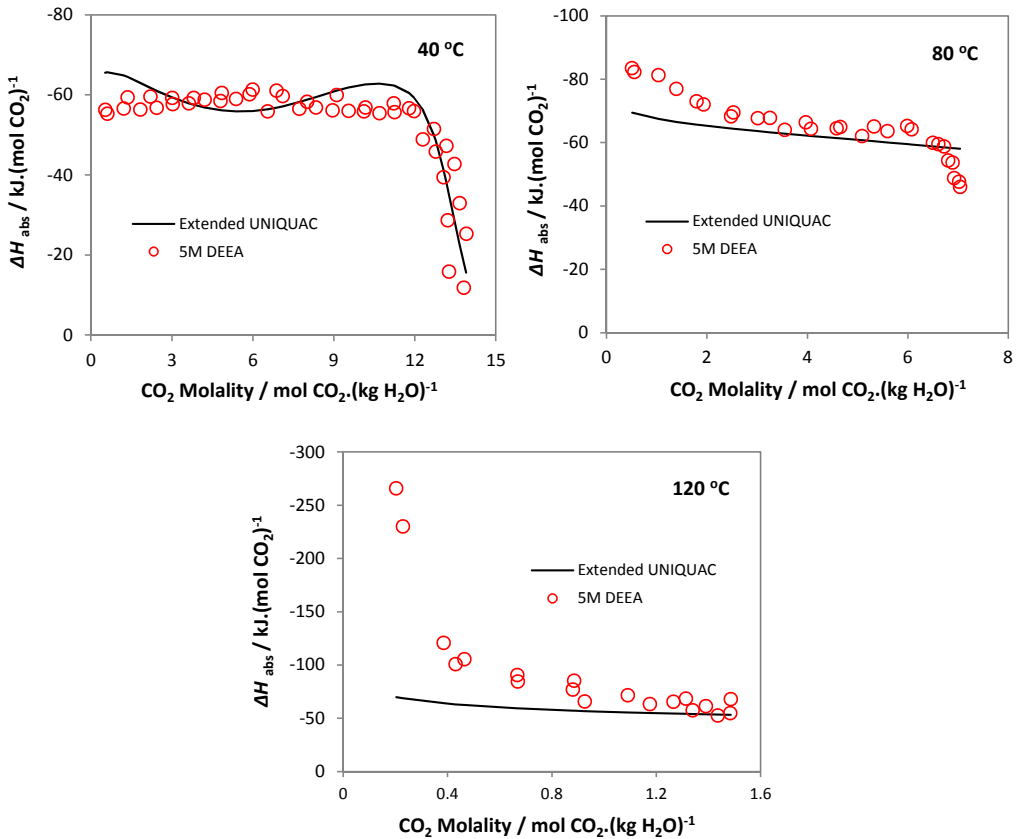 -80
-60
-40
-20
0
0 3 6 9 12 15
ΔH abs / kJ.(mol CO₂)⁻¹
CO₂ Molality / mol CO₂.(kg H₂O)⁻¹
40 ᵒC
Extended UNIQUAC
5M DEEA
-100
-80
-60
-40
-20
0
0 2 4 6 8
ΔH abs / kJ.(mol CO₂)⁻¹
CO₂ Molality / mol CO₂.(kg H₂O)⁻¹
80 ᵒC
Extended UNIQUAC
5M DEEA
-300
-250
-200
-150
-100
-50
0
0 0.4 0.8 1.2 1.6
ΔH abs / kJ.(mol CO₂)⁻¹
CO₂ Molality / mol CO₂.(kg H₂O)⁻¹
120 ᵒC
Extended UNIQUAC
5M DEEA